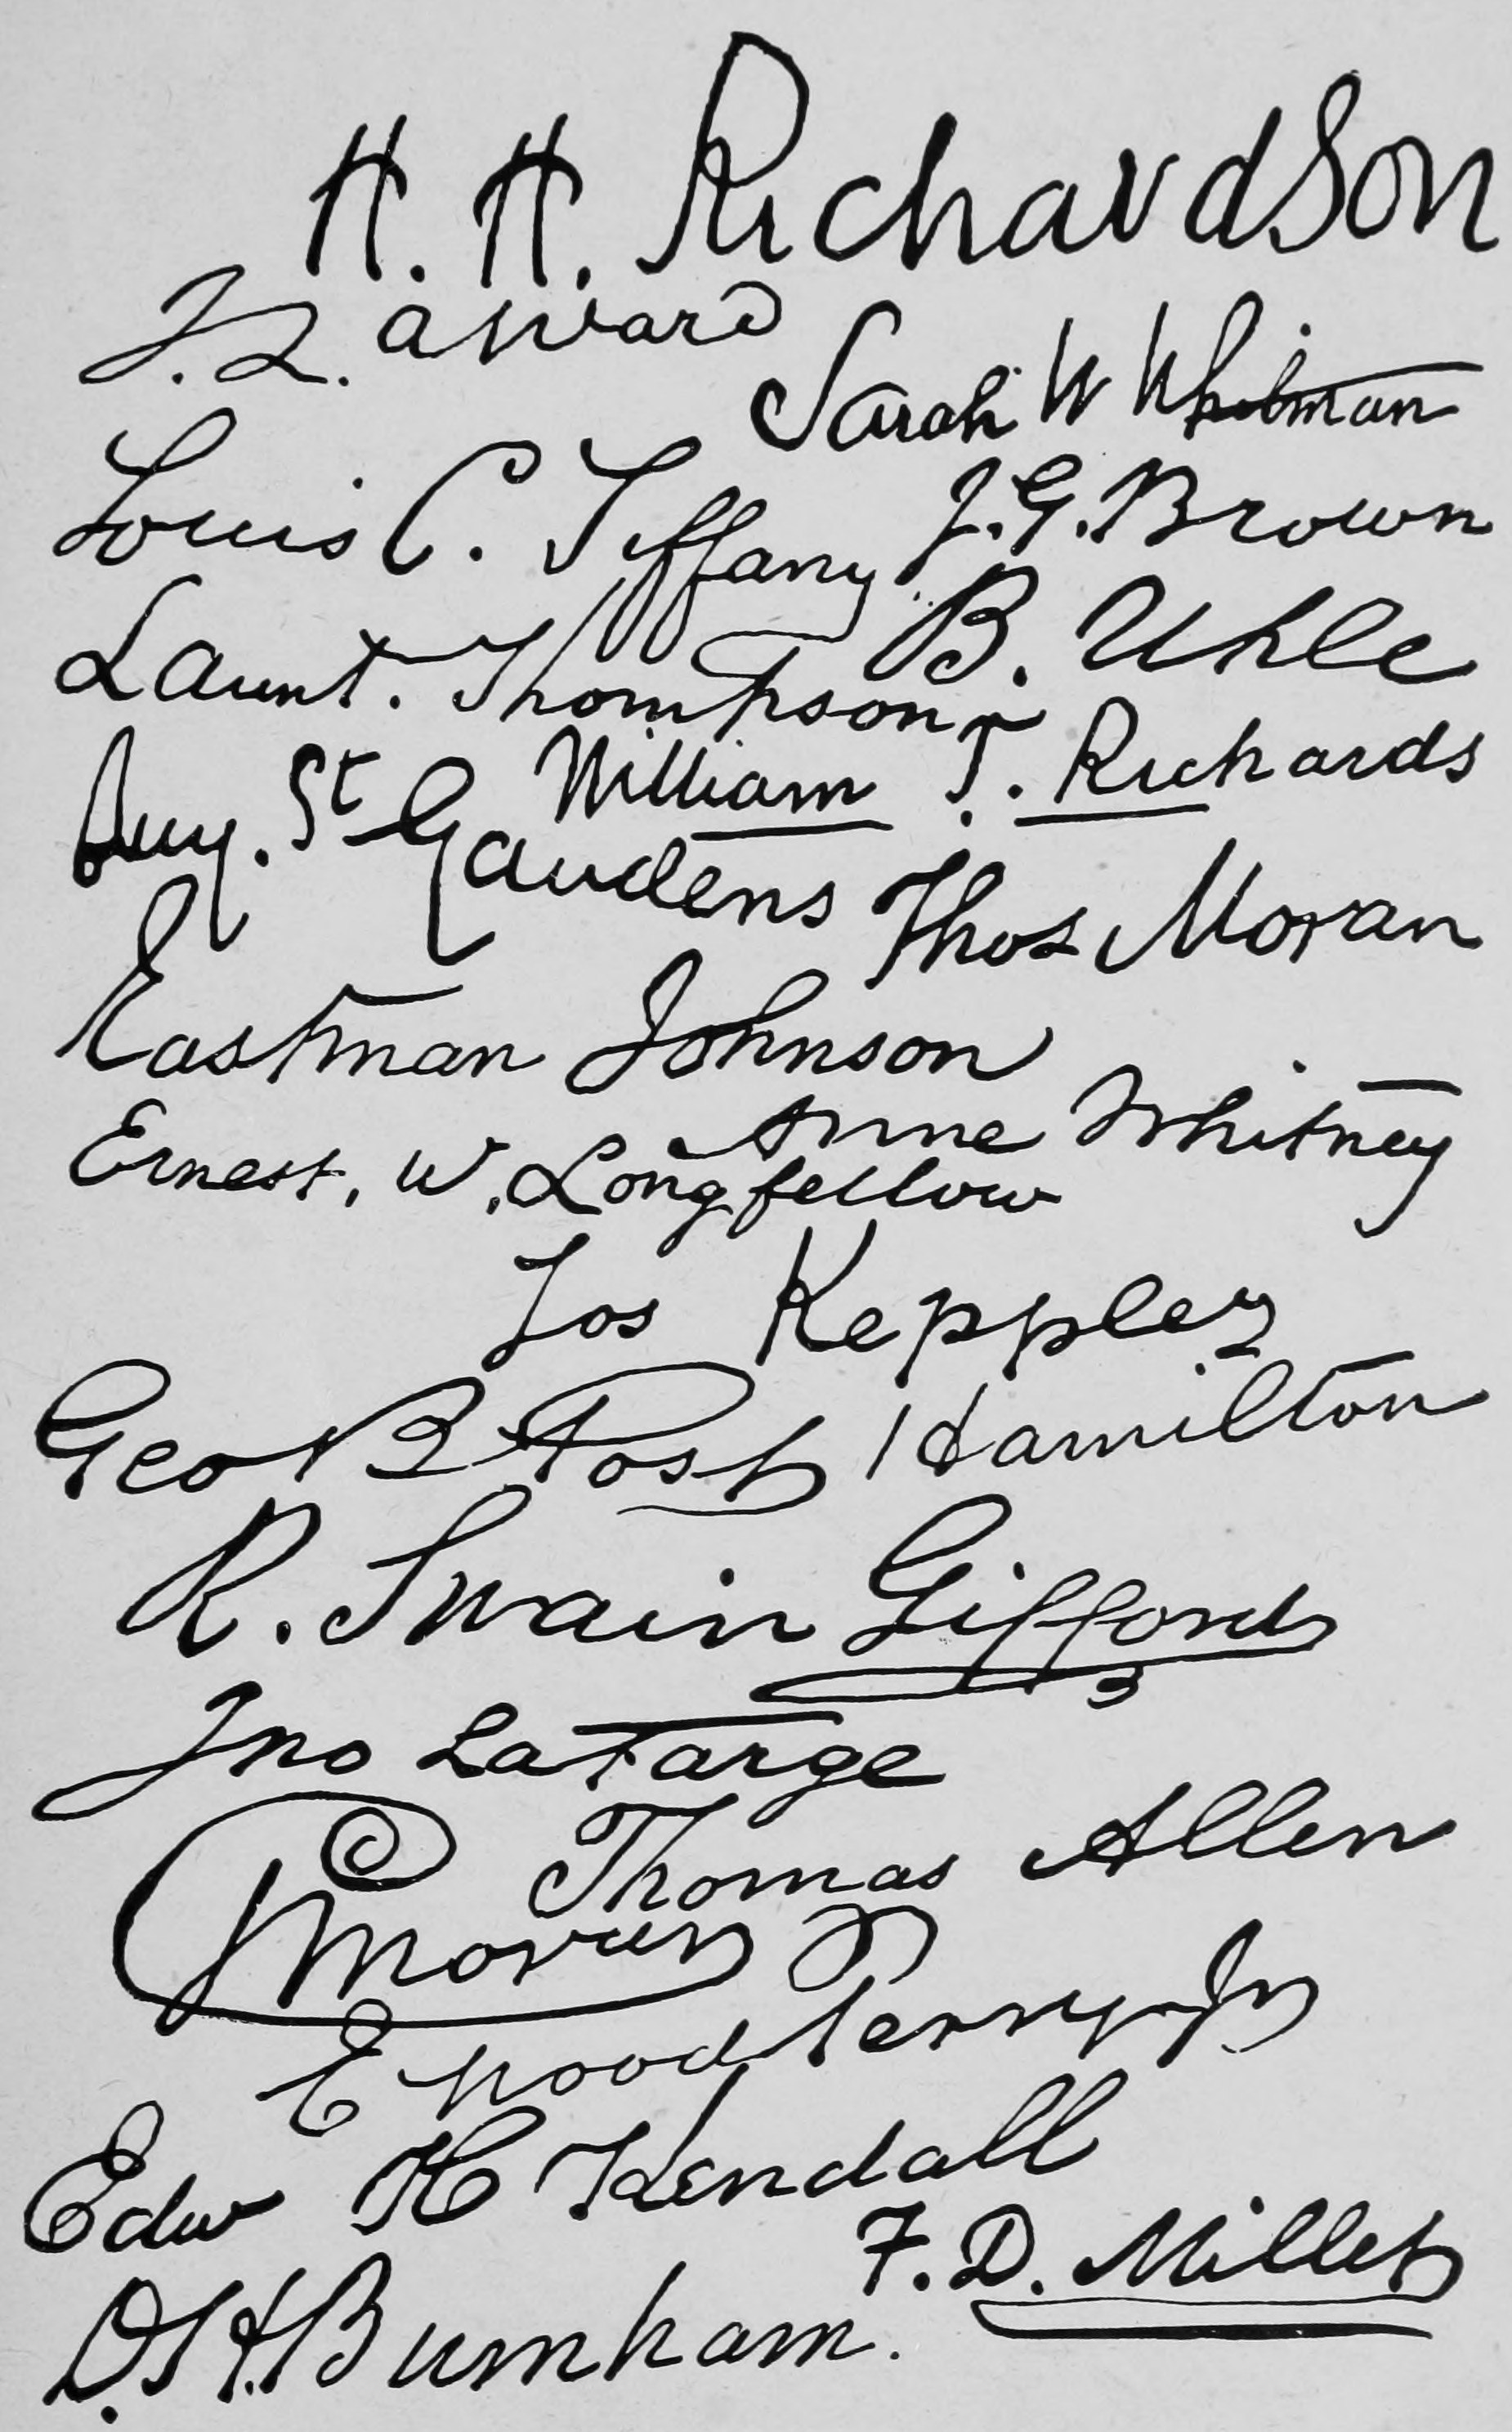 H. H. Richardson
J. Q. A Ward
Sarah W Whitman
Louis C. Tiffany
J. G. Brown
B. Uhle
Launt. Thompson
William T. Richards
Aug. St Gaudens
Thos Moran
Eastman Johnson
Anne Whitney
Ernest, W. Longfellow
Jos Keppler
Geo B Post
Hamilton
R. Swain Gifford
Jno LaFarge
Thomas Allen
Moran
E Wood Perry Jr
Edw H Kendall
F. D. Millet
D. H. Burnham.